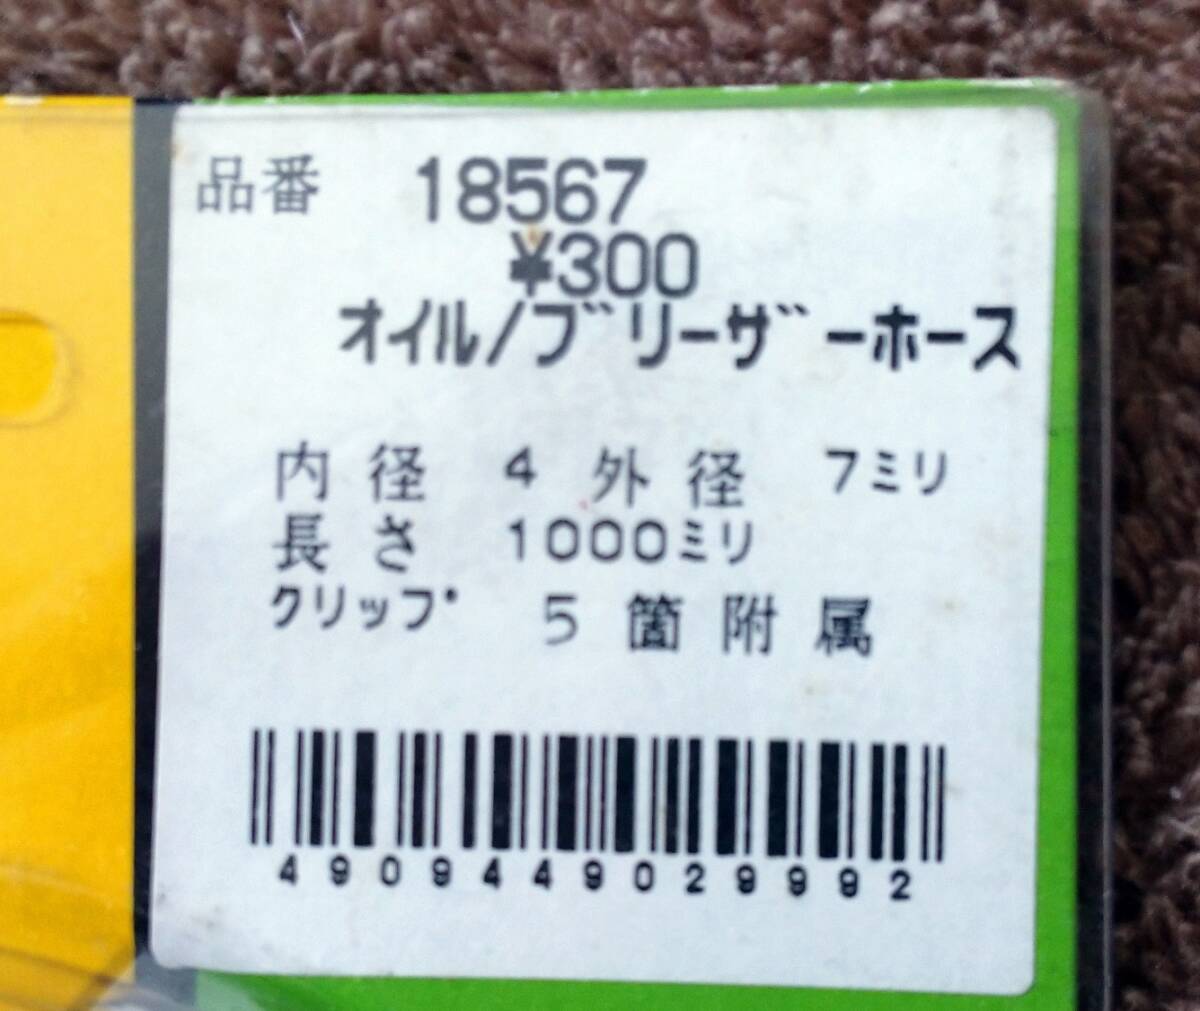 品番 18567
¥300
オイル/ブリーザーホース
内径 4 外径 7ミリ
長さ 1000ミリ
クリップ 5箇附属
4909449029992